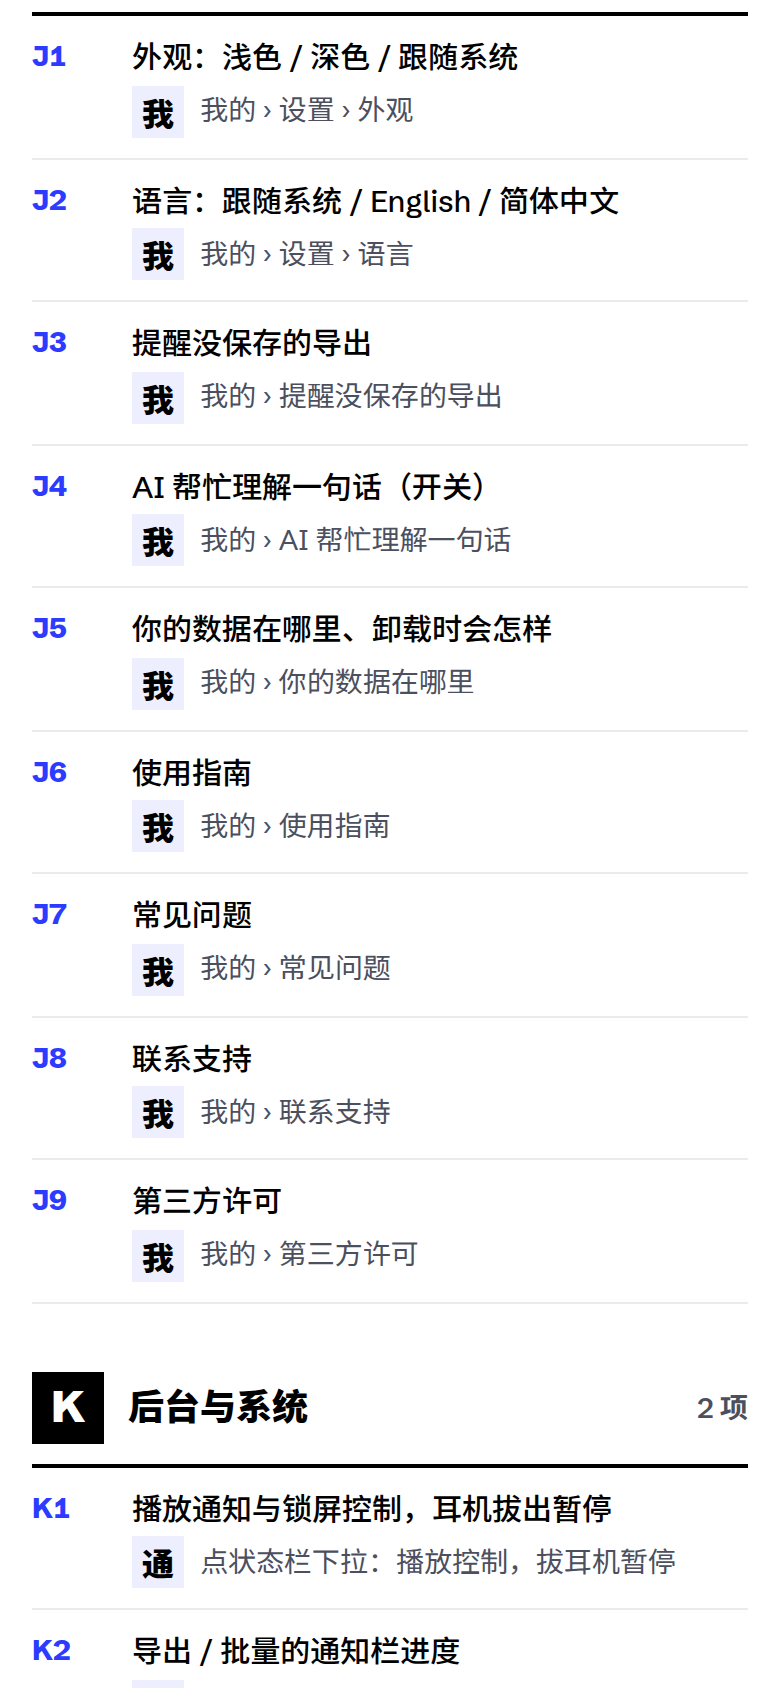 J1 外观：浅色 / 深色 / 跟随系统
我 我的 › 设置 › 外观
J2 语言：跟随系统 / English / 简体中文
我 我的 › 设置 › 语言
J3 提醒没保存的导出
我 我的 › 提醒没保存的导出
J4 AI 帮忙理解一句话（开关）
我 我的 › AI 帮忙理解一句话
J5 你的数据在哪里、卸载时会怎样
我 我的 › 你的数据在哪里
J6 使用指南
我 我的 › 使用指南
J7 常见问题
我 我的 › 常见问题
J8 联系支持
我 我的 › 联系支持
J9 第三方许可
我 我的 › 第三方许可
K 后台与系统 2 项
K1 播放通知与锁屏控制，耳机拔出暂停
通 点状态栏下拉：播放控制，拔耳机暂停
K2 导出 / 批量的通知栏进度